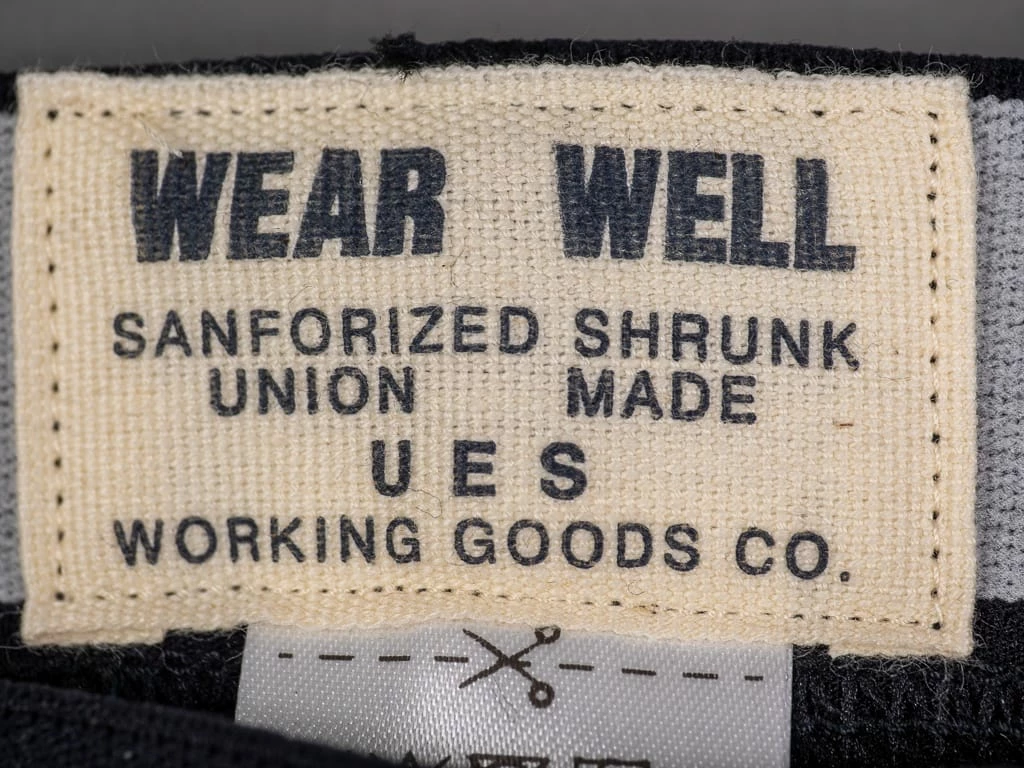 WEAR WELL
SANFORIZED SHRUNK
UNION MADE
U E S
WORKING GOODS CO.